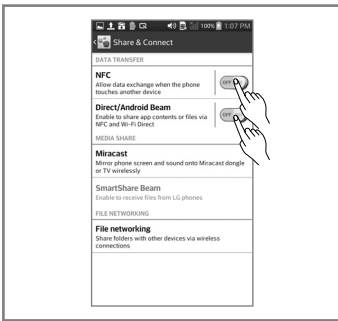 100% 1:07 PM
Share & Connect
DATA TRANSFER
NFC
Allow data exchange when the phone
touches another device
OFF
Direct/Android Beam
Enable to share app contents or files via
NFC and Wi-Fi Direct
OFF
MEDIA SHARE
Miracast
Mirror phone screen and sound onto Miracast dongle
or TV wirelessly
SmartShare Beam
Enable to receive files from LG phones
FILE NETWORKING
File networking
Share folders with other devices via wireless
connections